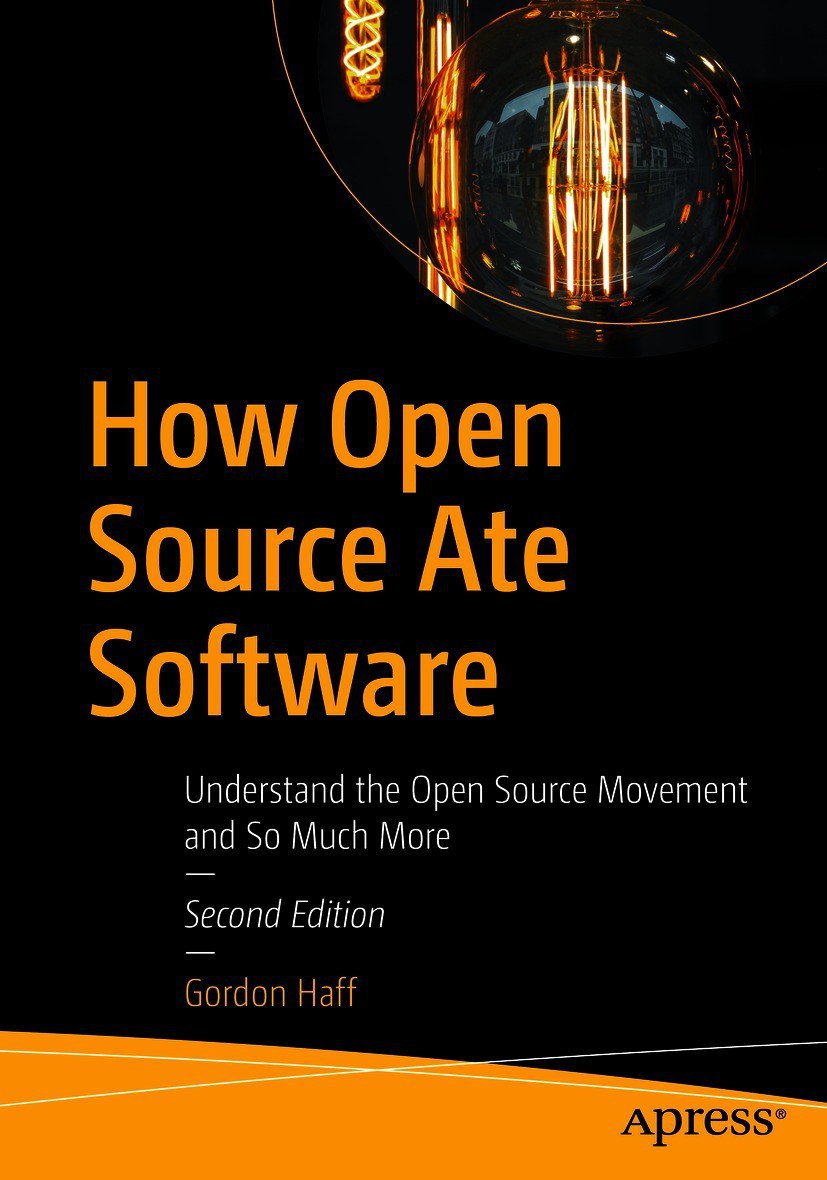 How Open
Source Ate
Software
Understand the Open Source Movement
and So Much More
—
Second Edition
—
Gordon Haff
Apress®